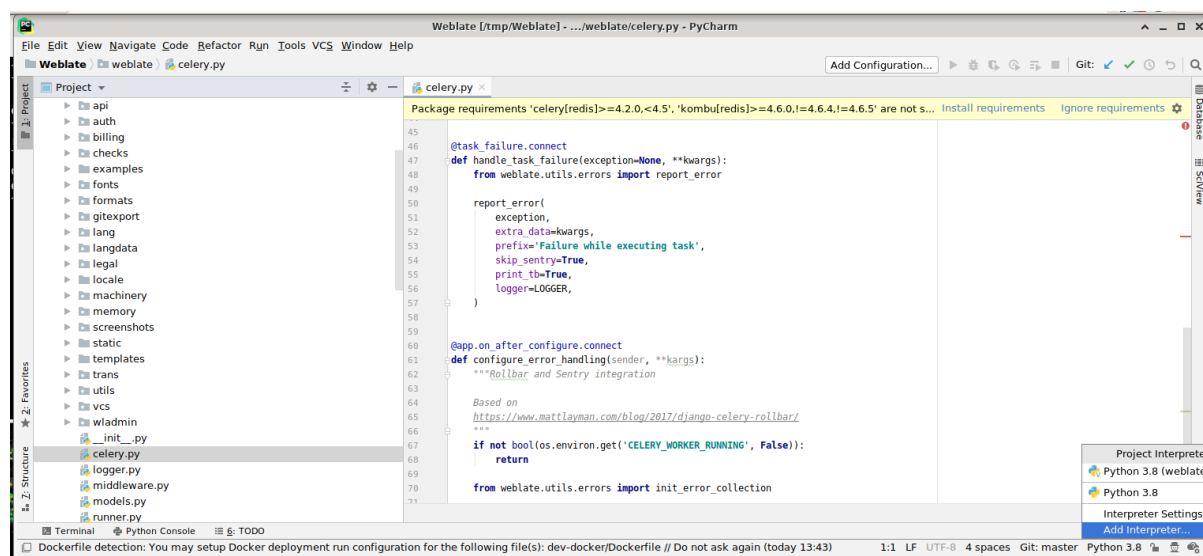 Weblate [/tmp/Weblate] - .../weblate/celery.py - PyCharm
File Edit View Navigate Code Refactor Run Tools VCS Window Help
Weblate weblate celery.py Add Configuration... Git:
1: Project Project celery.py
Package requirements 'celery[redis]>=4.2.0,<4.5', 'kombu[redis]>=4.6.0,!=4.6.4,!=4.6.5' are not s... Install requirements Ignore requirements
Database
SciView
api
auth
billing
checks
examples
fonts
formats
gitexport
lang
langdata
legal
locale
machinery
memory
screenshots
static
templates
trans
utils
vcs
wladmin
__init__.py
celery.py
logger.py
middleware.py
models.py
runner.py
2: Favorites
Z: Structure
45
46 @task_failure.connect
47 def handle_task_failure(exception=None, **kwargs):
48 from weblate.utils.errors import report_error
49
50 report_error(
51 exception,
52 extra_data=kwargs,
53 prefix='Failure while executing task',
54 skip_sentry=True,
55 print_tb=True,
56 logger=LOGGER,
57 )
58
59
60 @app.on_after_configure.connect
61 def configure_error_handling(sender, **kargs):
62 """Rollbar and Sentry integration
63
64 Based on
65 https://www.mattlayman.com/blog/2017/django-celery-rollbar/
66 """
67 if not bool(os.environ.get('CELERY_WORKER_RUNNING', False)):
68 return
69
70 from weblate.utils.errors import init_error_collection
71
Project Interprete
Python 3.8 (weblate
Python 3.8
Interpreter Settings
Add Interpreter...
Terminal Python Console 6: TODO
Dockerfile detection: You may setup Docker deployment run configuration for the following file(s): dev-docker/Dockerfile // Do not ask again (today 13:43) 1:1 LF UTF-8 4 spaces Git: master Python 3.8